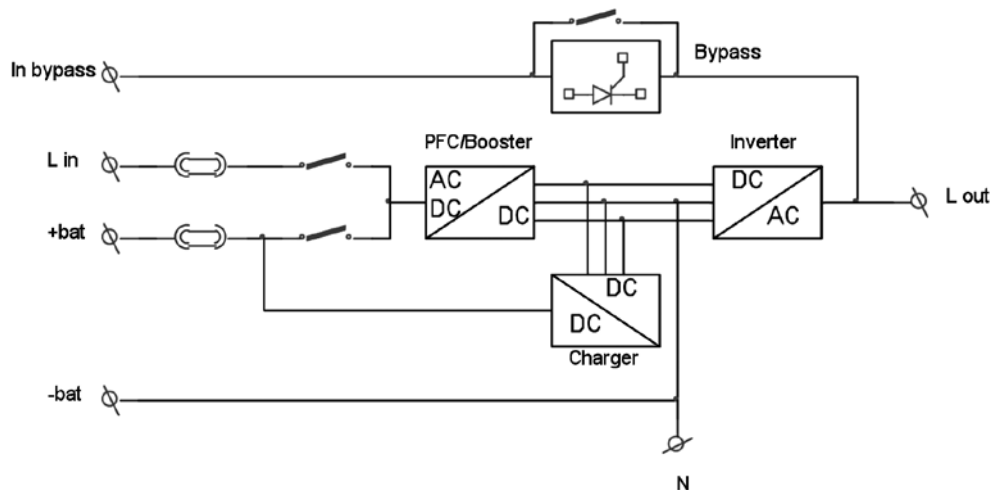 In bypass
Bypass
L in
PFC/Booster
Inverter
AC
DC
DC
DC
AC
L out
+bat
DC
DC
Charger
-bat
N